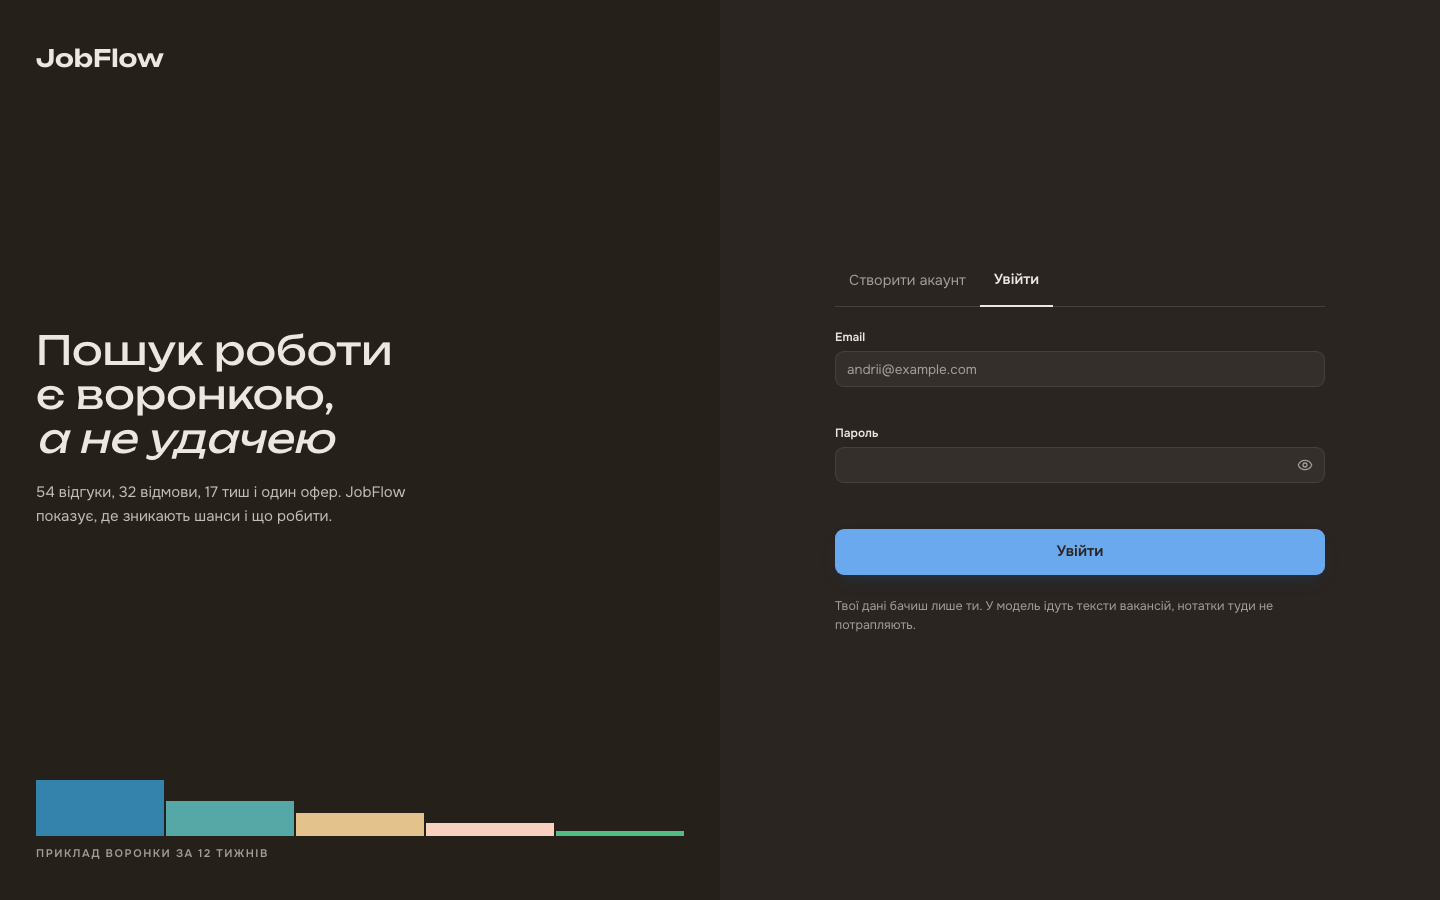 JobFlow
Пошук роботи
є воронкою,
а не удачею
54 відгуки, 32 відмови, 17 тиш і один офер. JobFlow
показує, де зникають шанси і що робити.
ПРИКЛАД ВОРОНКИ ЗА 12 ТИЖНІВ
Створити акаунт
Увійти
Email
andrii@example.com
Пароль
Увійти
Твої дані бачиш лише ти. У модель ідуть тексти вакансій, нотатки туди не
потрапляють.